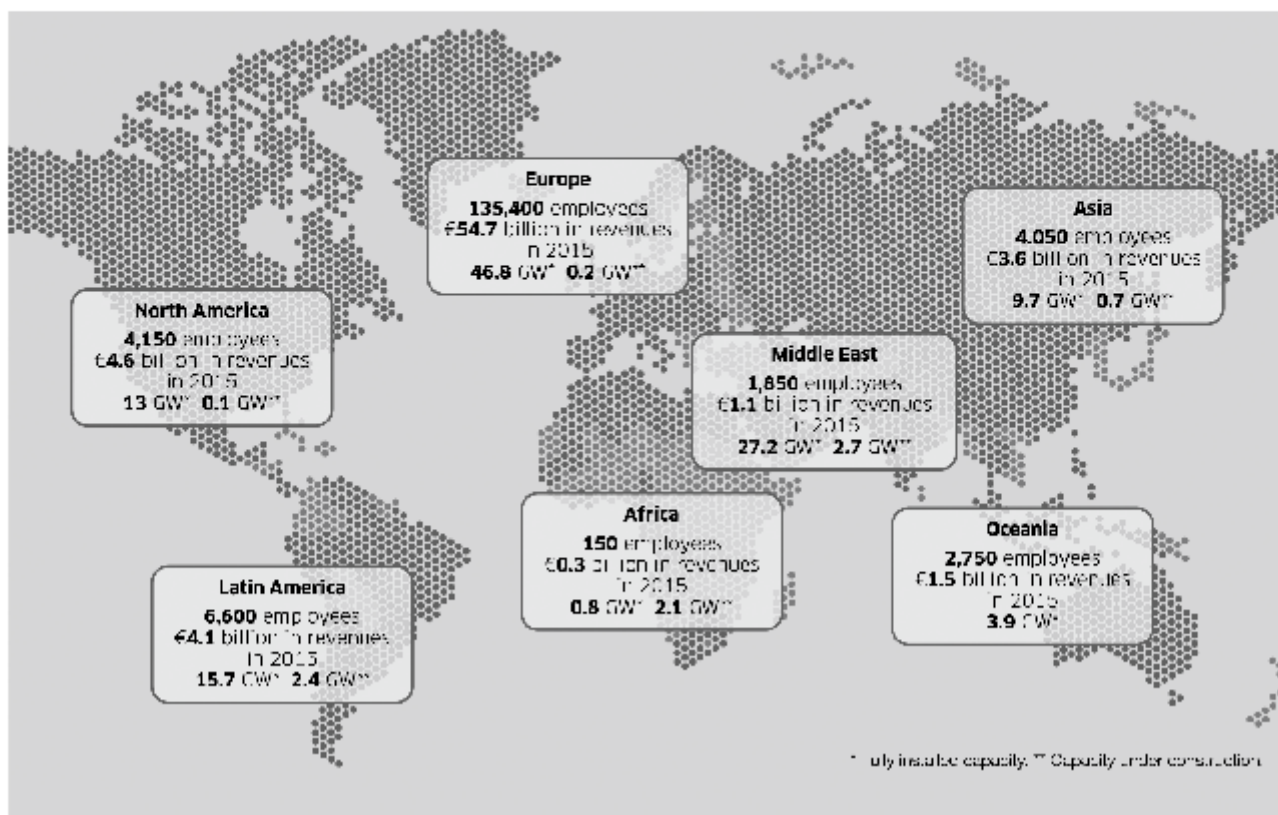 Europe
135,400 employees
€54.7 billion in revenues
in 2015
46.8 GW* 0.2 GW**
Asia
4,050 employees
€3.6 billion in revenues
in 2015
9.7 GW* 0.7 GW**
North America
4,150 employees
€4.6 billion in revenues
in 2015
13 GW* 0.1 GW**
Middle East
1,850 employees
€1.1 billion in revenues
in 2015
27.2 GW* 2.7 GW**
Africa
150 employees
€0.3 billion in revenues
in 2015
0.8 GW* 2.1 GW**
Oceania
2,750 employees
€1.5 billion in revenues
in 2015
3.9 GW*
Latin America
6,600 employees
€4.1 billion in revenues
in 2015
15.7 GW* 2.4 GW**
* Fully installed capacity. ** Capacity under construction.